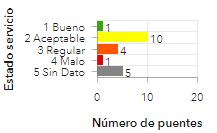 Estado servicio
1 Bueno 1
2 Aceptable 10
3 Regular 4
4 Malo 1
5 Sin Dato 5
0 10 20
Número de puentes